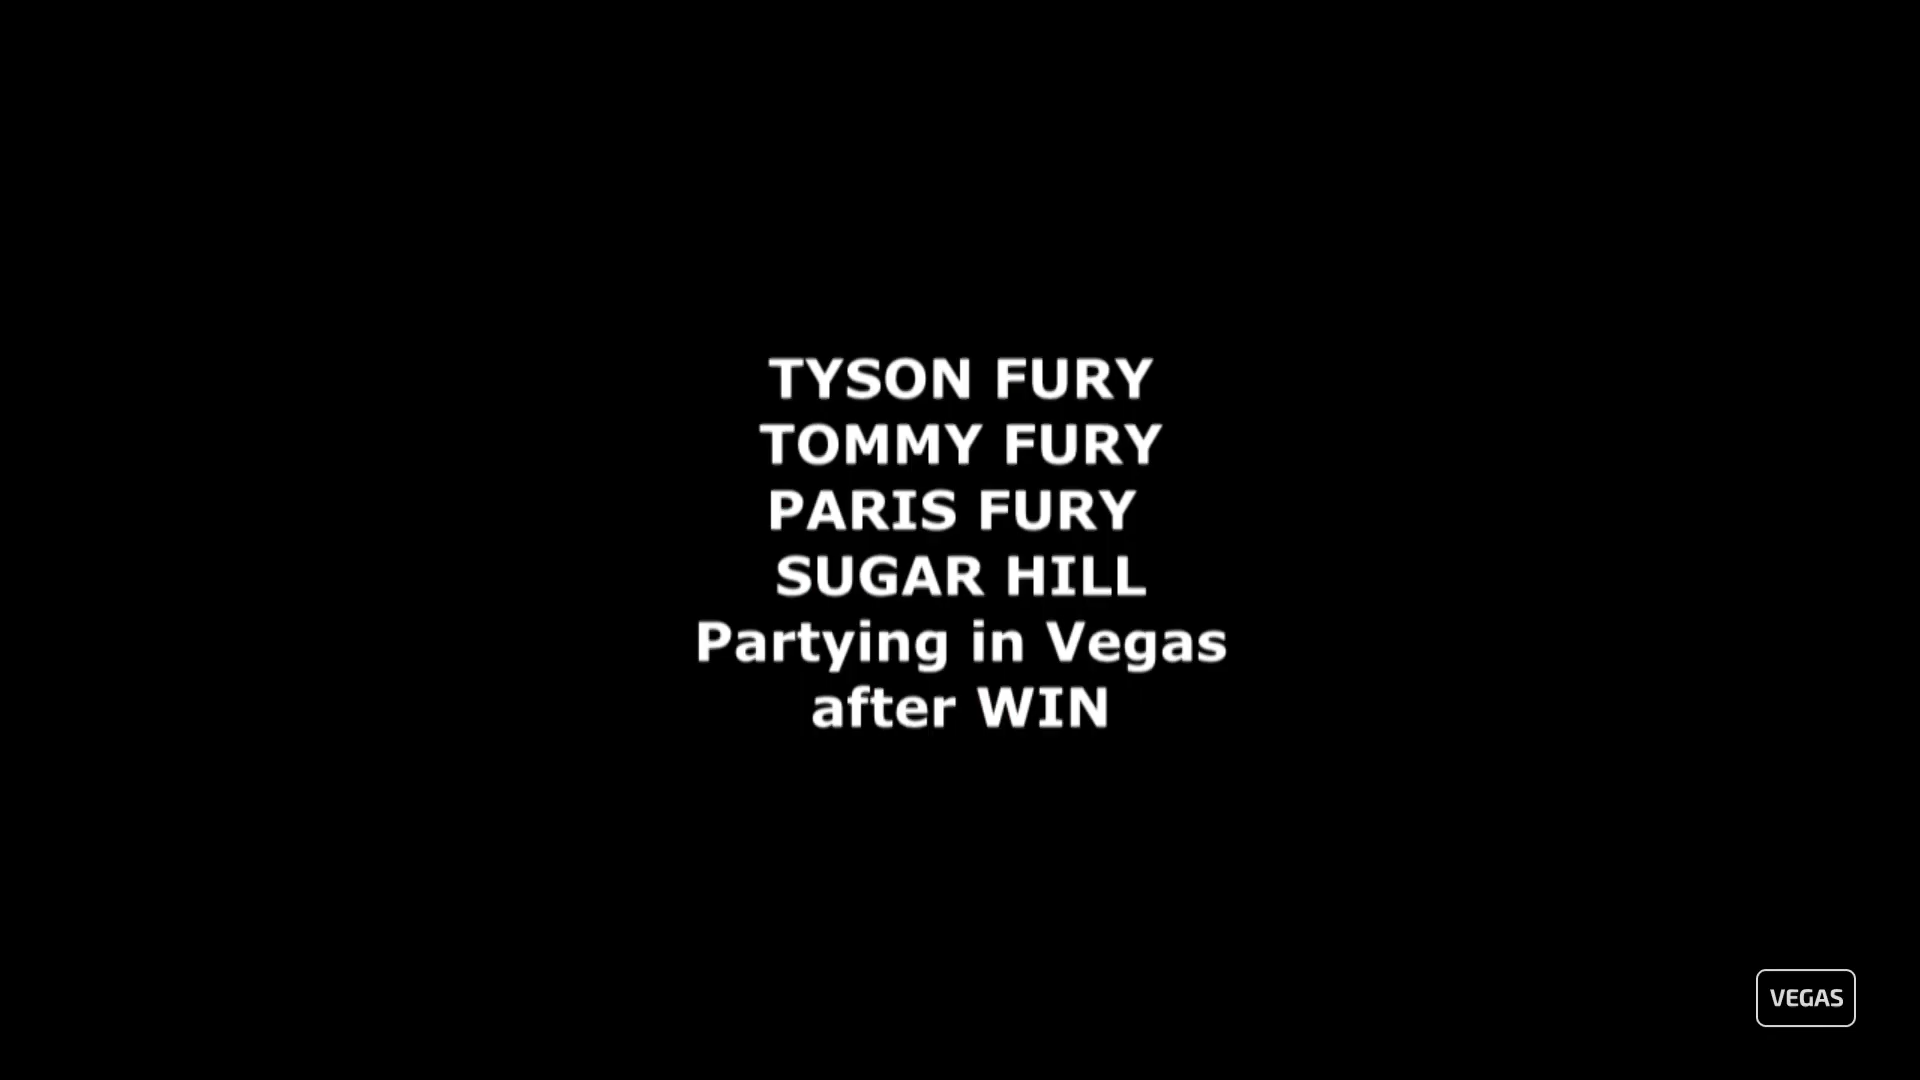 TYSON FURY
TOMMY FURY
PARIS FURY
SUGAR HILL
Partying in Vegas
after WIN
VEGAS